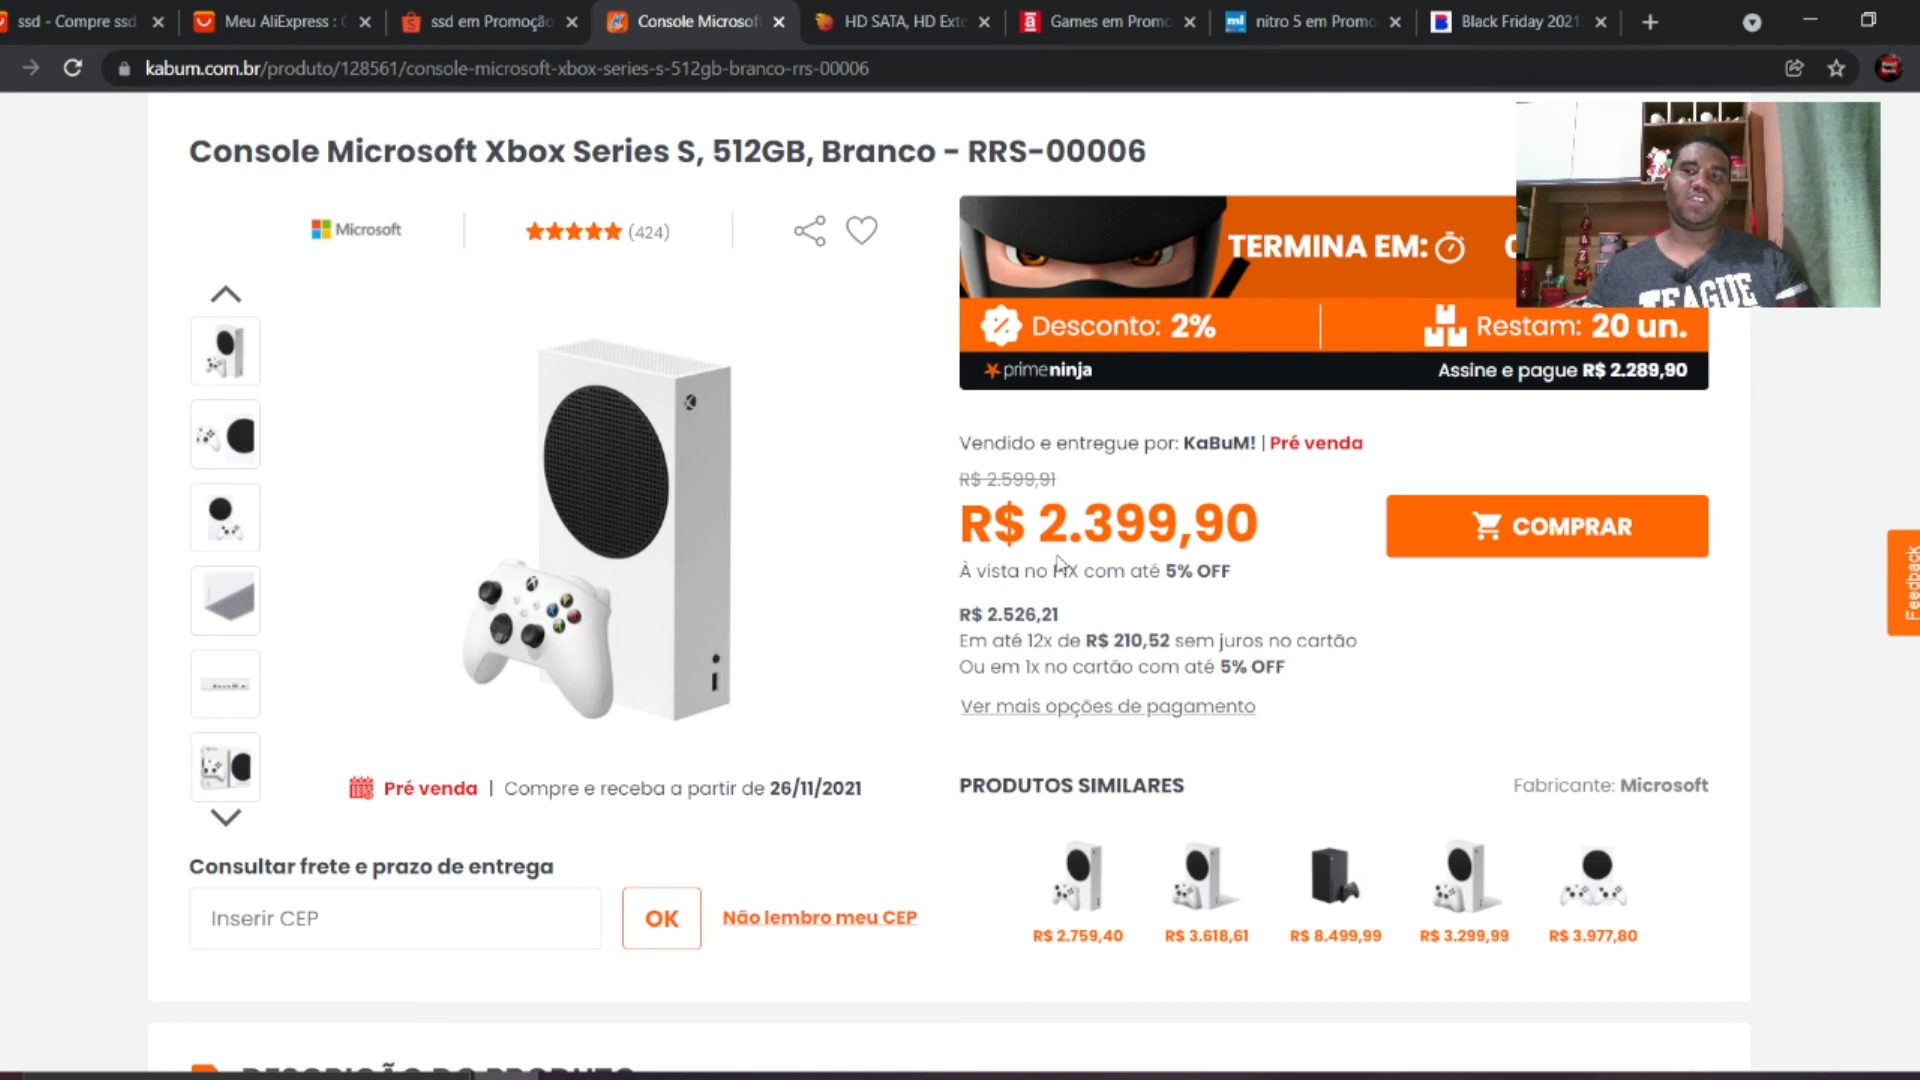 ssd - Compre ssd
Meu AliExpress :
ssd em Promoção
Console Microsof
HD SATA, HD Exte
Games em Promo
nitro 5 em Promo
Black Friday 2021
kabum.com.br/produto/128561/console-microsoft-xbox-series-s-512gb-branco-rrs-00006
Console Microsoft Xbox Series S, 512GB, Branco - RRS-00006
Microsoft
(424)
TERMINA EM:
TEAGUE
Desconto: 2%
Restam: 20 un.
primeninja
Assine e pague R$ 2.289,90
Vendido e entregue por: KaBuM! | Pré venda
R$ 2.599,91
R$ 2.399,90
COMPRAR
À vista no PIX com até 5% OFF
R$ 2.526,21
Em até 12x de R$ 210,52 sem juros no cartão
Ou em 1x no cartão com até 5% OFF
Ver mais opções de pagamento
Feedback
Pré venda | Compre e receba a partir de 26/11/2021
PRODUTOS SIMILARES
Fabricante: Microsoft
Consultar frete e prazo de entrega
Inserir CEP
OK
Não lembro meu CEP
R$ 2.759,40
R$ 3.618,61
R$ 8.499,99
R$ 3.299,99
R$ 3.977,80
DESCRIÇÃO DO PRODUTO